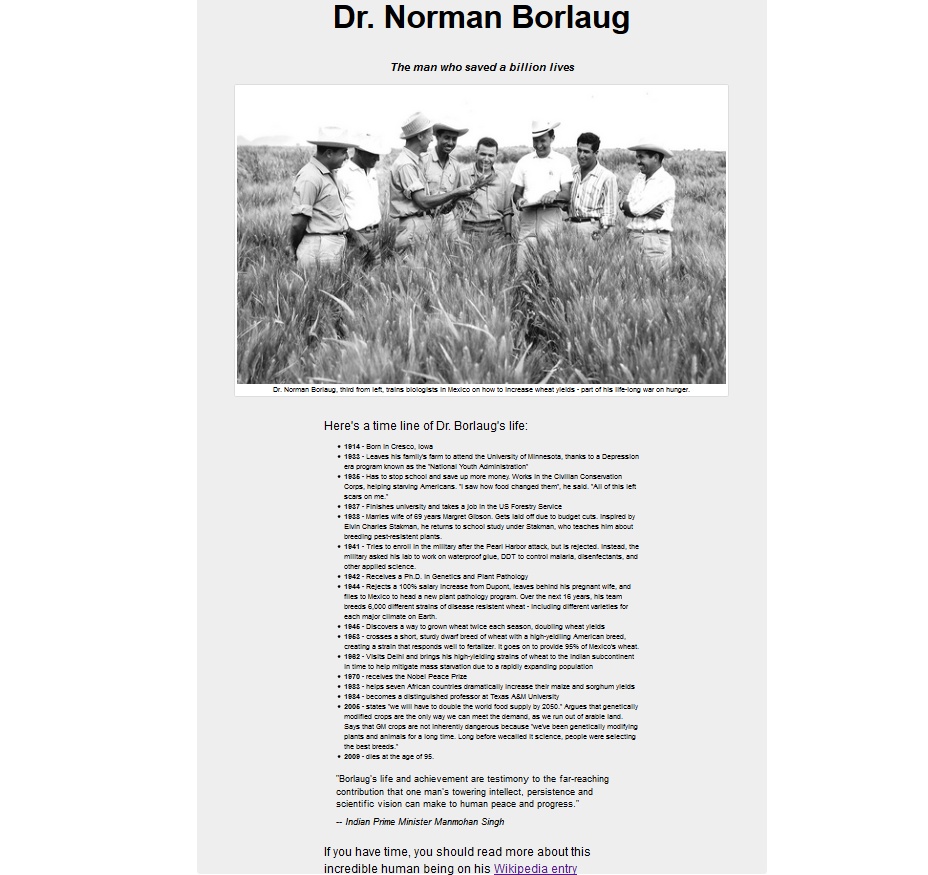 Dr. Norman Borlaug
The man who saved a billion lives
Dr. Norman Borlaug, third from left, trains biologists in Mexico on how to increase wheat yields - part of his life-long war on hunger.
Here's a time line of Dr. Borlaug's life:
• 1914 - Born in Cresco, Iowa
• 1933 - Leaves his family's farm to attend the University of Minnesota, thanks to a Depression
era program known as the "National Youth Administration"
• 1935 - Has to stop school and save up more money. Works in the Civilian Conservation
Corps, helping starving Americans. "I saw how food changed them", he said. "All of this left
scars on me."
• 1937 - Finishes university and takes a job in the US Forestry Service
• 1938 - Marries wife of 69 years Margret Gibson. Gets laid off due to budget cuts. Inspired by
Elvin Charles Stakman, he returns to school study under Stakman, who teaches him about
breeding pest-resistent plants.
• 1941 - Tries to enroll in the military after the Pearl Harbor attack, but is rejected. Instead, the
military asked his lab to work on waterproof glue, DDT to control malaria, disenfectants, and
other applied science.
• 1942 - Receives a Ph.D. in Genetics and Plant Pathology
• 1944 - Rejects a 100% salary increase from Dupont, leaves behind his pregnant wife, and
flies to Mexico to head a new plant pathology program. Over the next 16 years, his team
breeds 6,000 different strains of disease resistent wheat - including different varieties for
each major climate on Earth.
• 1945 - Discovers a way to grown wheat twice each season, doubling wheat yields
• 1953 - crosses a short, sturdy dwarf breed of wheat with a high-yeidling American breed,
creating a strain that responds well to fertalizer. It goes on to provide 95% of Mexico's wheat.
• 1962 - Visits Delhi and brings his high-yielding strains of wheat to the Indian subcontinent
in time to help mitigate mass starvation due to a rapidly expanding population
• 1970 - receives the Nobel Peace Prize
• 1983 - helps seven African countries dramatically increase their maize and sorghum yields
• 1984 - becomes a distinguished professor at Texas A&M University
• 2005 - states "we will have to double the world food supply by 2050." Argues that genetically
modified crops are the only way we can meet the demand, as we run out of arable land.
Says that GM crops are not inherently dangerous because "we've been genetically modifying
plants and animals for a long time. Long before wecalled it science, people were selecting
the best breeds."
• 2009 - dies at the age of 95.
"Borlaug's life and achievement are testimony to the far-reaching
contribution that one man's towering intellect, persistence and
scientific vision can make to human peace and progress."
-- Indian Prime Minister Manmohan Singh
If you have time, you should read more about this
incredible human being on his Wikipedia entry